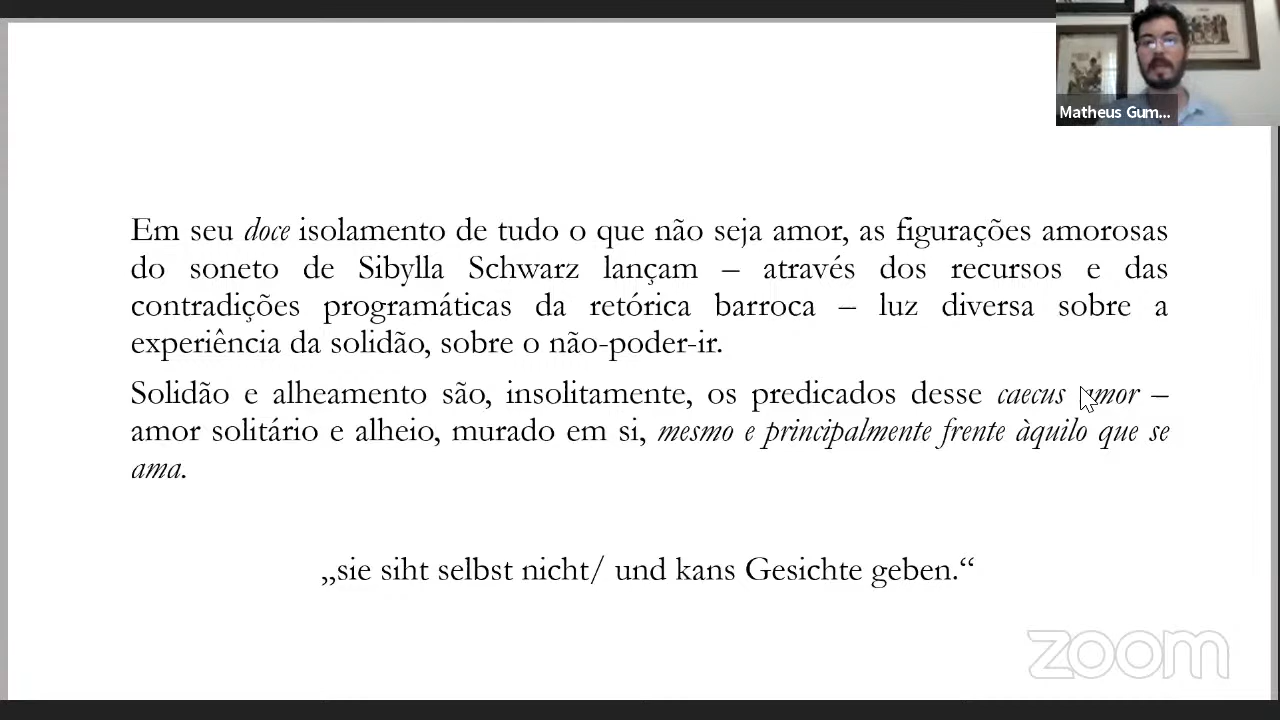 Matheus Gum...
Em seu doce isolamento de tudo o que não seja amor, as figurações amorosas
do soneto de Sibylla Schwarz lançam – através dos recursos e das
contradições programáticas da retórica barroca – luz diversa sobre a
experiência da solidão, sobre o não-poder-ir.
Solidão e alheamento são, insolitamente, os predicados desse caecus amor –
amor solitário e alheio, murado em si, mesmo e principalmente frente àquilo que se
ama.
„sie siht selbst nicht/ und kans Gesichte geben.“
zoom